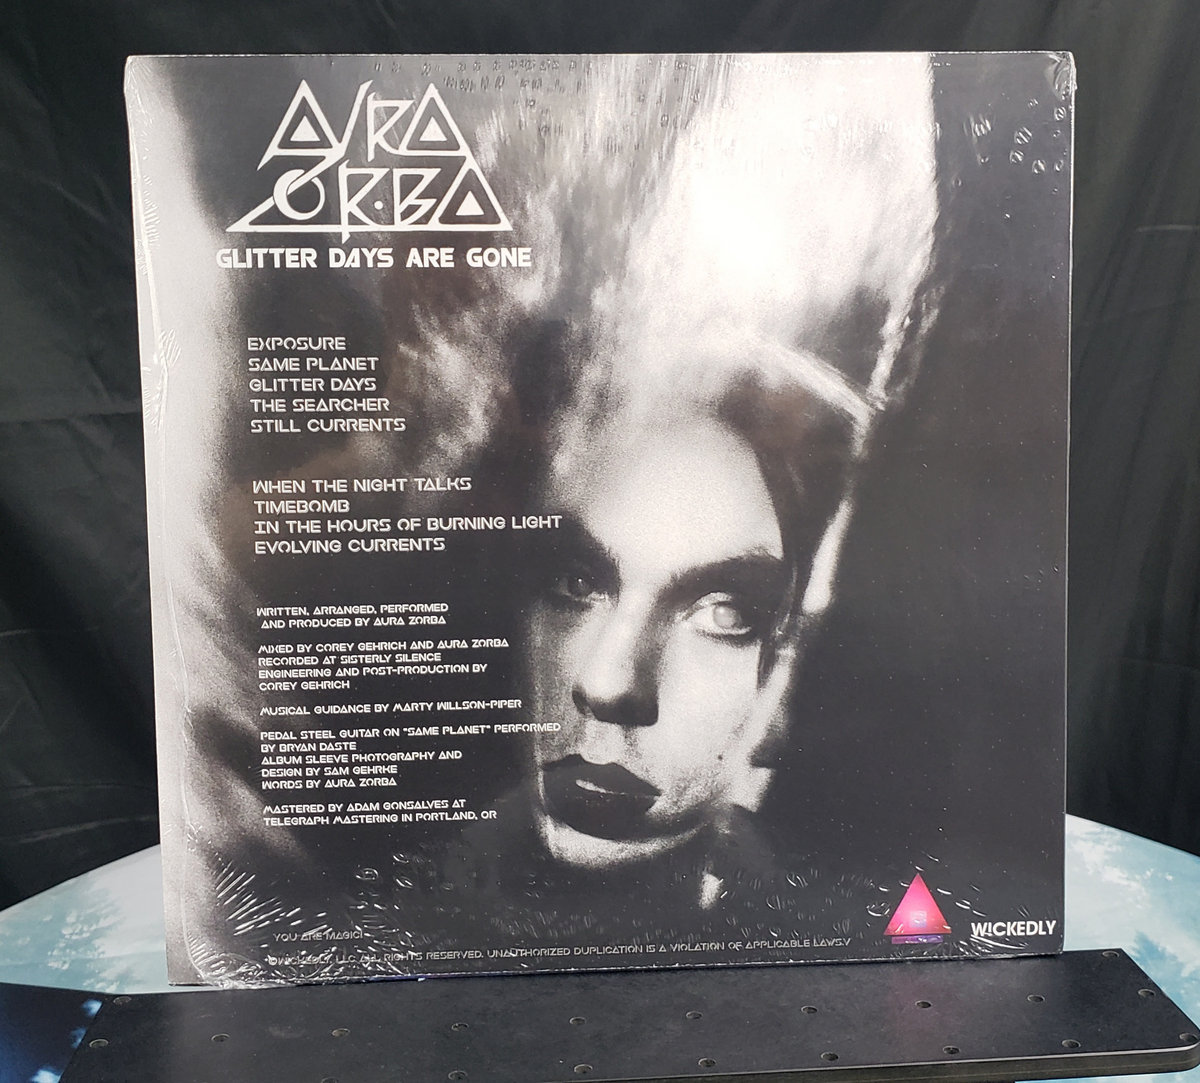 AURA
ZORBA
GLITTER DAYS ARE GONE
EXPOSURE
SAME PLANET
GLITTER DAYS
THE SEARCHER
STILL CURRENTS
WHEN THE NIGHT TALKS
TIMEBOMB
IN THE HOURS OF BURNING LIGHT
EVOLVING CURRENTS
WRITTEN, ARRANGED, PERFORMED
AND PRODUCED BY AURA ZORBA
MIXED BY COREY GEHRICH AND AURA ZORBA
RECORDED AT SISTERLY SILENCE
ENGINEERING AND POST-PRODUCTION BY
COREY GEHRICH
MUSICAL GUIDANCE BY MARTY WILLSON-PIPER
PEDAL STEEL GUITAR ON "SAME PLANET" PERFORMED
BY BRYAN DASTE
ALBUM SLEEVE PHOTOGRAPHY AND
DESIGN BY SAM GEHRKE
WORDS BY AURA ZORBA
MASTERED BY ADAM GONSALVES AT
TELEGRAPH MASTERING IN PORTLAND, OR
YOU ARE MAGIC!
W!CKEDLY
©W!CKEDLY, LLC ALL RIGHTS RESERVED. UNAUTHORIZED DUPLICATION IS A VIOLATION OF APPLICABLE LAWS.V